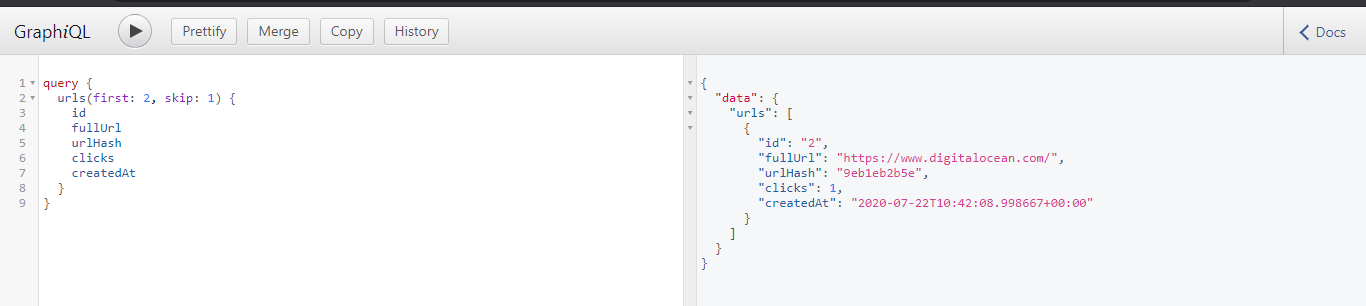 GraphiQL Prettify Merge Copy History Docs
1 query {
2 urls(first: 2, skip: 1) {
3 id
4 fullUrl
5 urlHash
6 clicks
7 createdAt
8 }
9 }
{
"data": {
"urls": [
{
"id": "2",
"fullUrl": "https://www.digitalocean.com/",
"urlHash": "9eb1eb2b5e",
"clicks": 1,
"createdAt": "2020-07-22T10:42:08.998667+00:00"
}
]
}
}